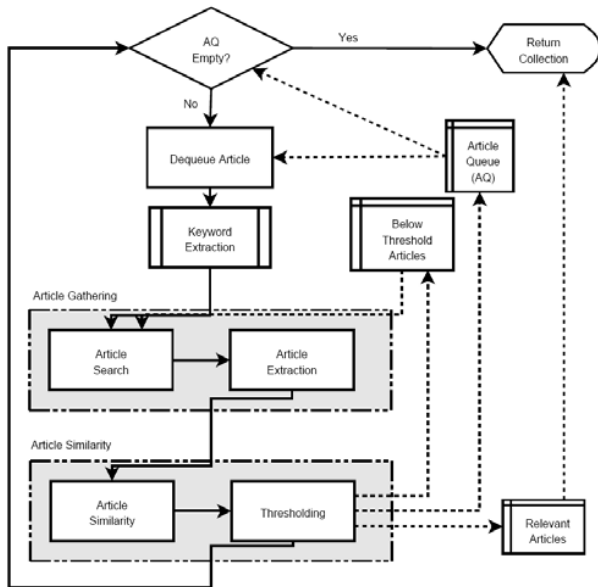 AQ
Empty?
Yes
Return
Collection
No
Dequeue Article
Article
Queue
(AQ)
Keyword
Extraction
Below
Threshold
Articles
Article Gathering
Article
Search
Article
Extraction
Article Similarity
Article
Similarity
Thresholding
Relevant
Articles